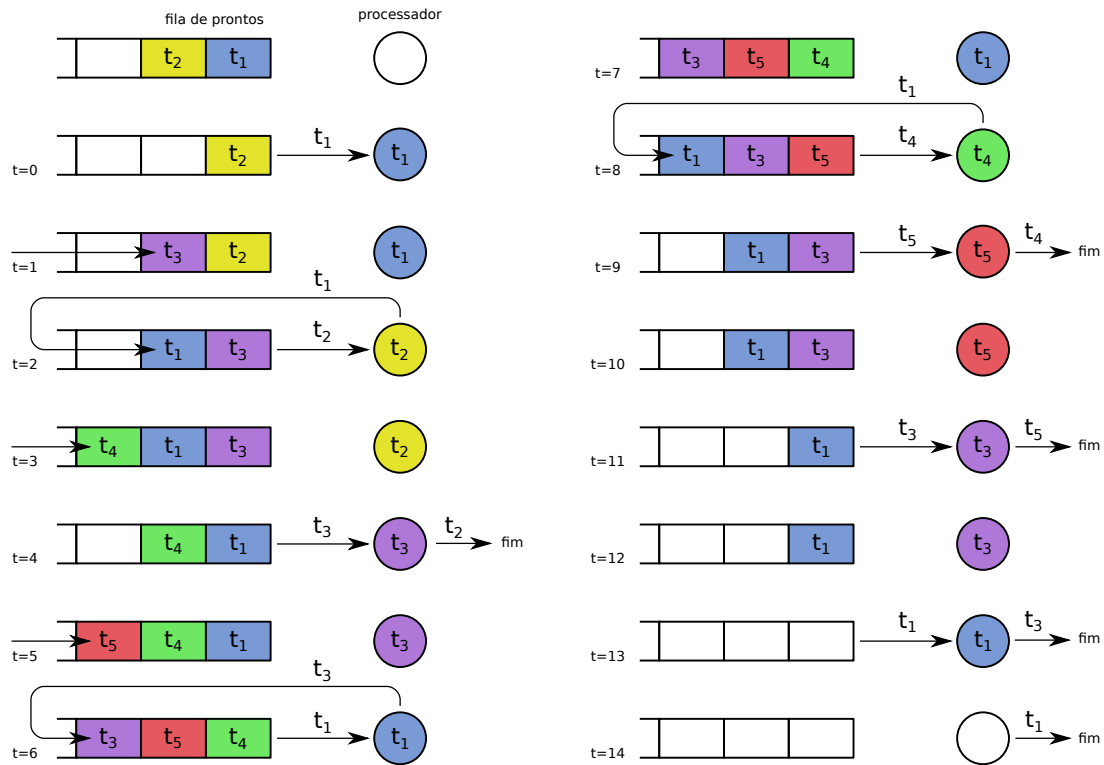 fila de prontos
processador
t2 t1
t1
t=0 t2 t1
t=1 t3 t2 t1
t1
t2
t=2 t1 t3 t2
t=3 t4 t1 t3 t2
t3 t2
t=4 t4 t1 t3 fim
t=5 t5 t4 t1 t3
t3
t1
t=6 t3 t5 t4 t1
t=7 t3 t5 t4 t1
t1
t4
t=8 t1 t3 t5 t4
t5 t4
t=9 t1 t3 t5 fim
t=10 t1 t3 t5
t3 t5
t=11 t1 t3 fim
t=12 t1 t3
t1 t3
t=13 t1 fim
t1
t=14 fim